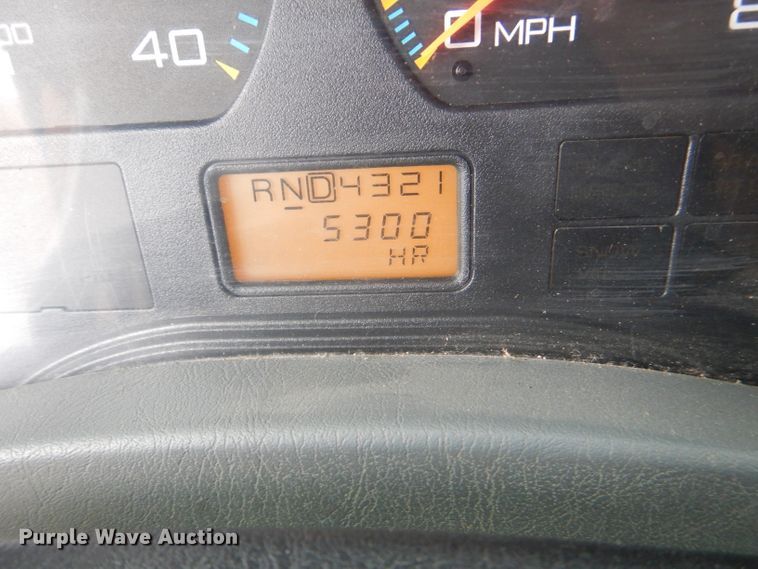 40
0 MPH
RND4321
5300
HR
Purple Wave Auction®